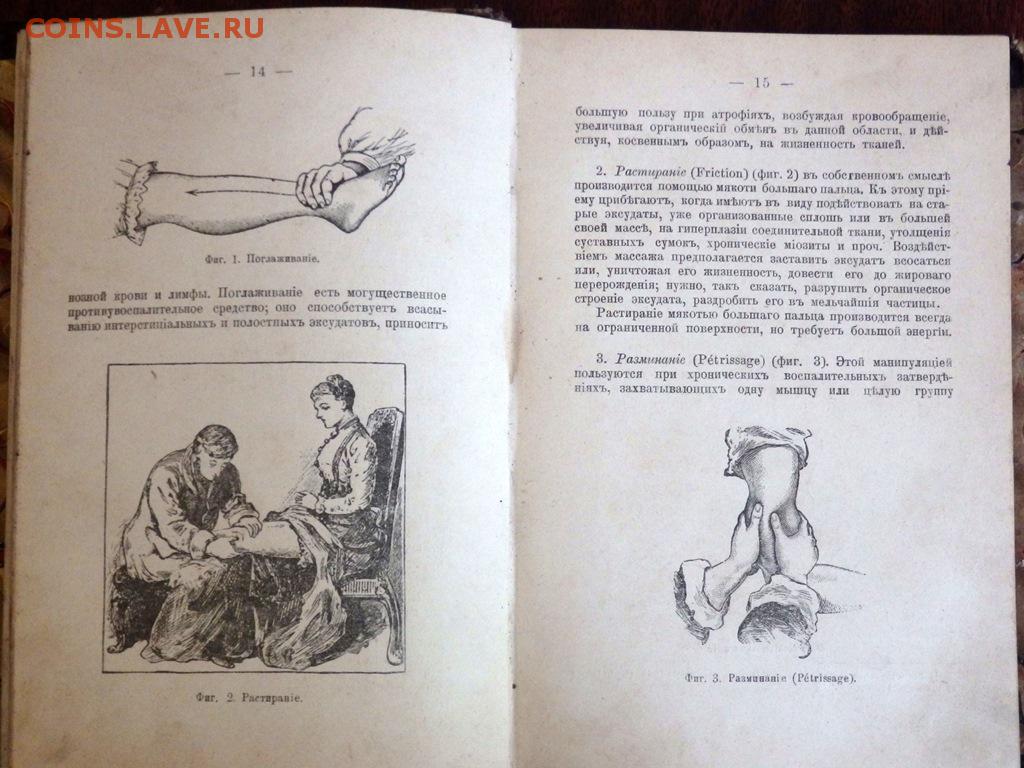 COINS.LAVE.RU
— 14 —
Фиг. 1. Поглаживаніе.
нозной крови и лимфы. Поглаживаніе есть могущественное
противувоспалительное средство; оно способствуетъ всасы-
ванію интерстиціальныхъ и полостныхъ эксудатовъ, приноситъ
Фиг. 2. Растираніе.
— 15 —
большую пользу при атрофіяхъ, возбуждая кровообращеніе,
увеличивая органическій обмѣнъ въ данной области, и дѣй-
ствуя, косвеннымъ образомъ, на жизненность тканей.
2. Растираніе (Friction) (фиг. 2) въ собственномъ смыслѣ
производится помощью мякоти большаго пальца. Къ этому прі-
ему прибѣгаютъ, когда имѣютъ въ виду подѣйствовать на ста-
рые эксудаты, уже организованные сплошь или въ большей
своей массѣ, на гиперплазіи соединительной ткани, утолщенія
суставныхъ сумокъ, хроническіе міозиты и проч. Воздѣйст-
віемъ массажа предполагается заставить эксудатъ всосаться
или, уничтожая его жизненность, довести его до жироваго
перерожденія; нужно, такъ сказать, разрушить органическое
строеніе эксудата, раздробить его въ мельчайшія частицы.
Растираніе мякотью большаго пальца производится всегда
на ограниченной поверхности, но требуетъ большой энергіи.
3. Разминаніе (Pétrissage) (фиг. 3). Этой манипуляціей
пользуются при хроническихъ воспалительныхъ затвердѣ-
ніяхъ, захватывающихъ одну мышцу или цѣлую группу
Фиг. 3. Разминаніе (Pétrissage).